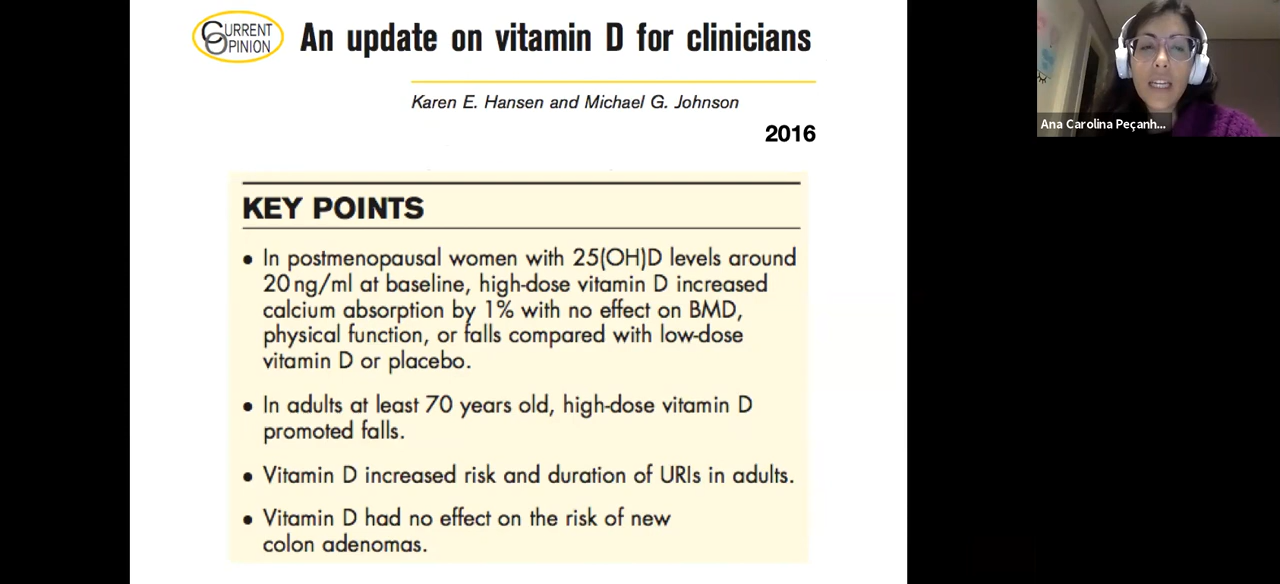 CURRENT
OPINION
An update on vitamin D for clinicians
Karen E. Hansen and Michael G. Johnson
2016
Ana Carolina Peçanh...
KEY POINTS
• In postmenopausal women with 25(OH)D levels around
20 ng/ml at baseline, high-dose vitamin D increased
calcium absorption by 1% with no effect on BMD,
physical function, or falls compared with low-dose
vitamin D or placebo.
• In adults at least 70 years old, high-dose vitamin D
promoted falls.
• Vitamin D increased risk and duration of URIs in adults.
• Vitamin D had no effect on the risk of new
colon adenomas.